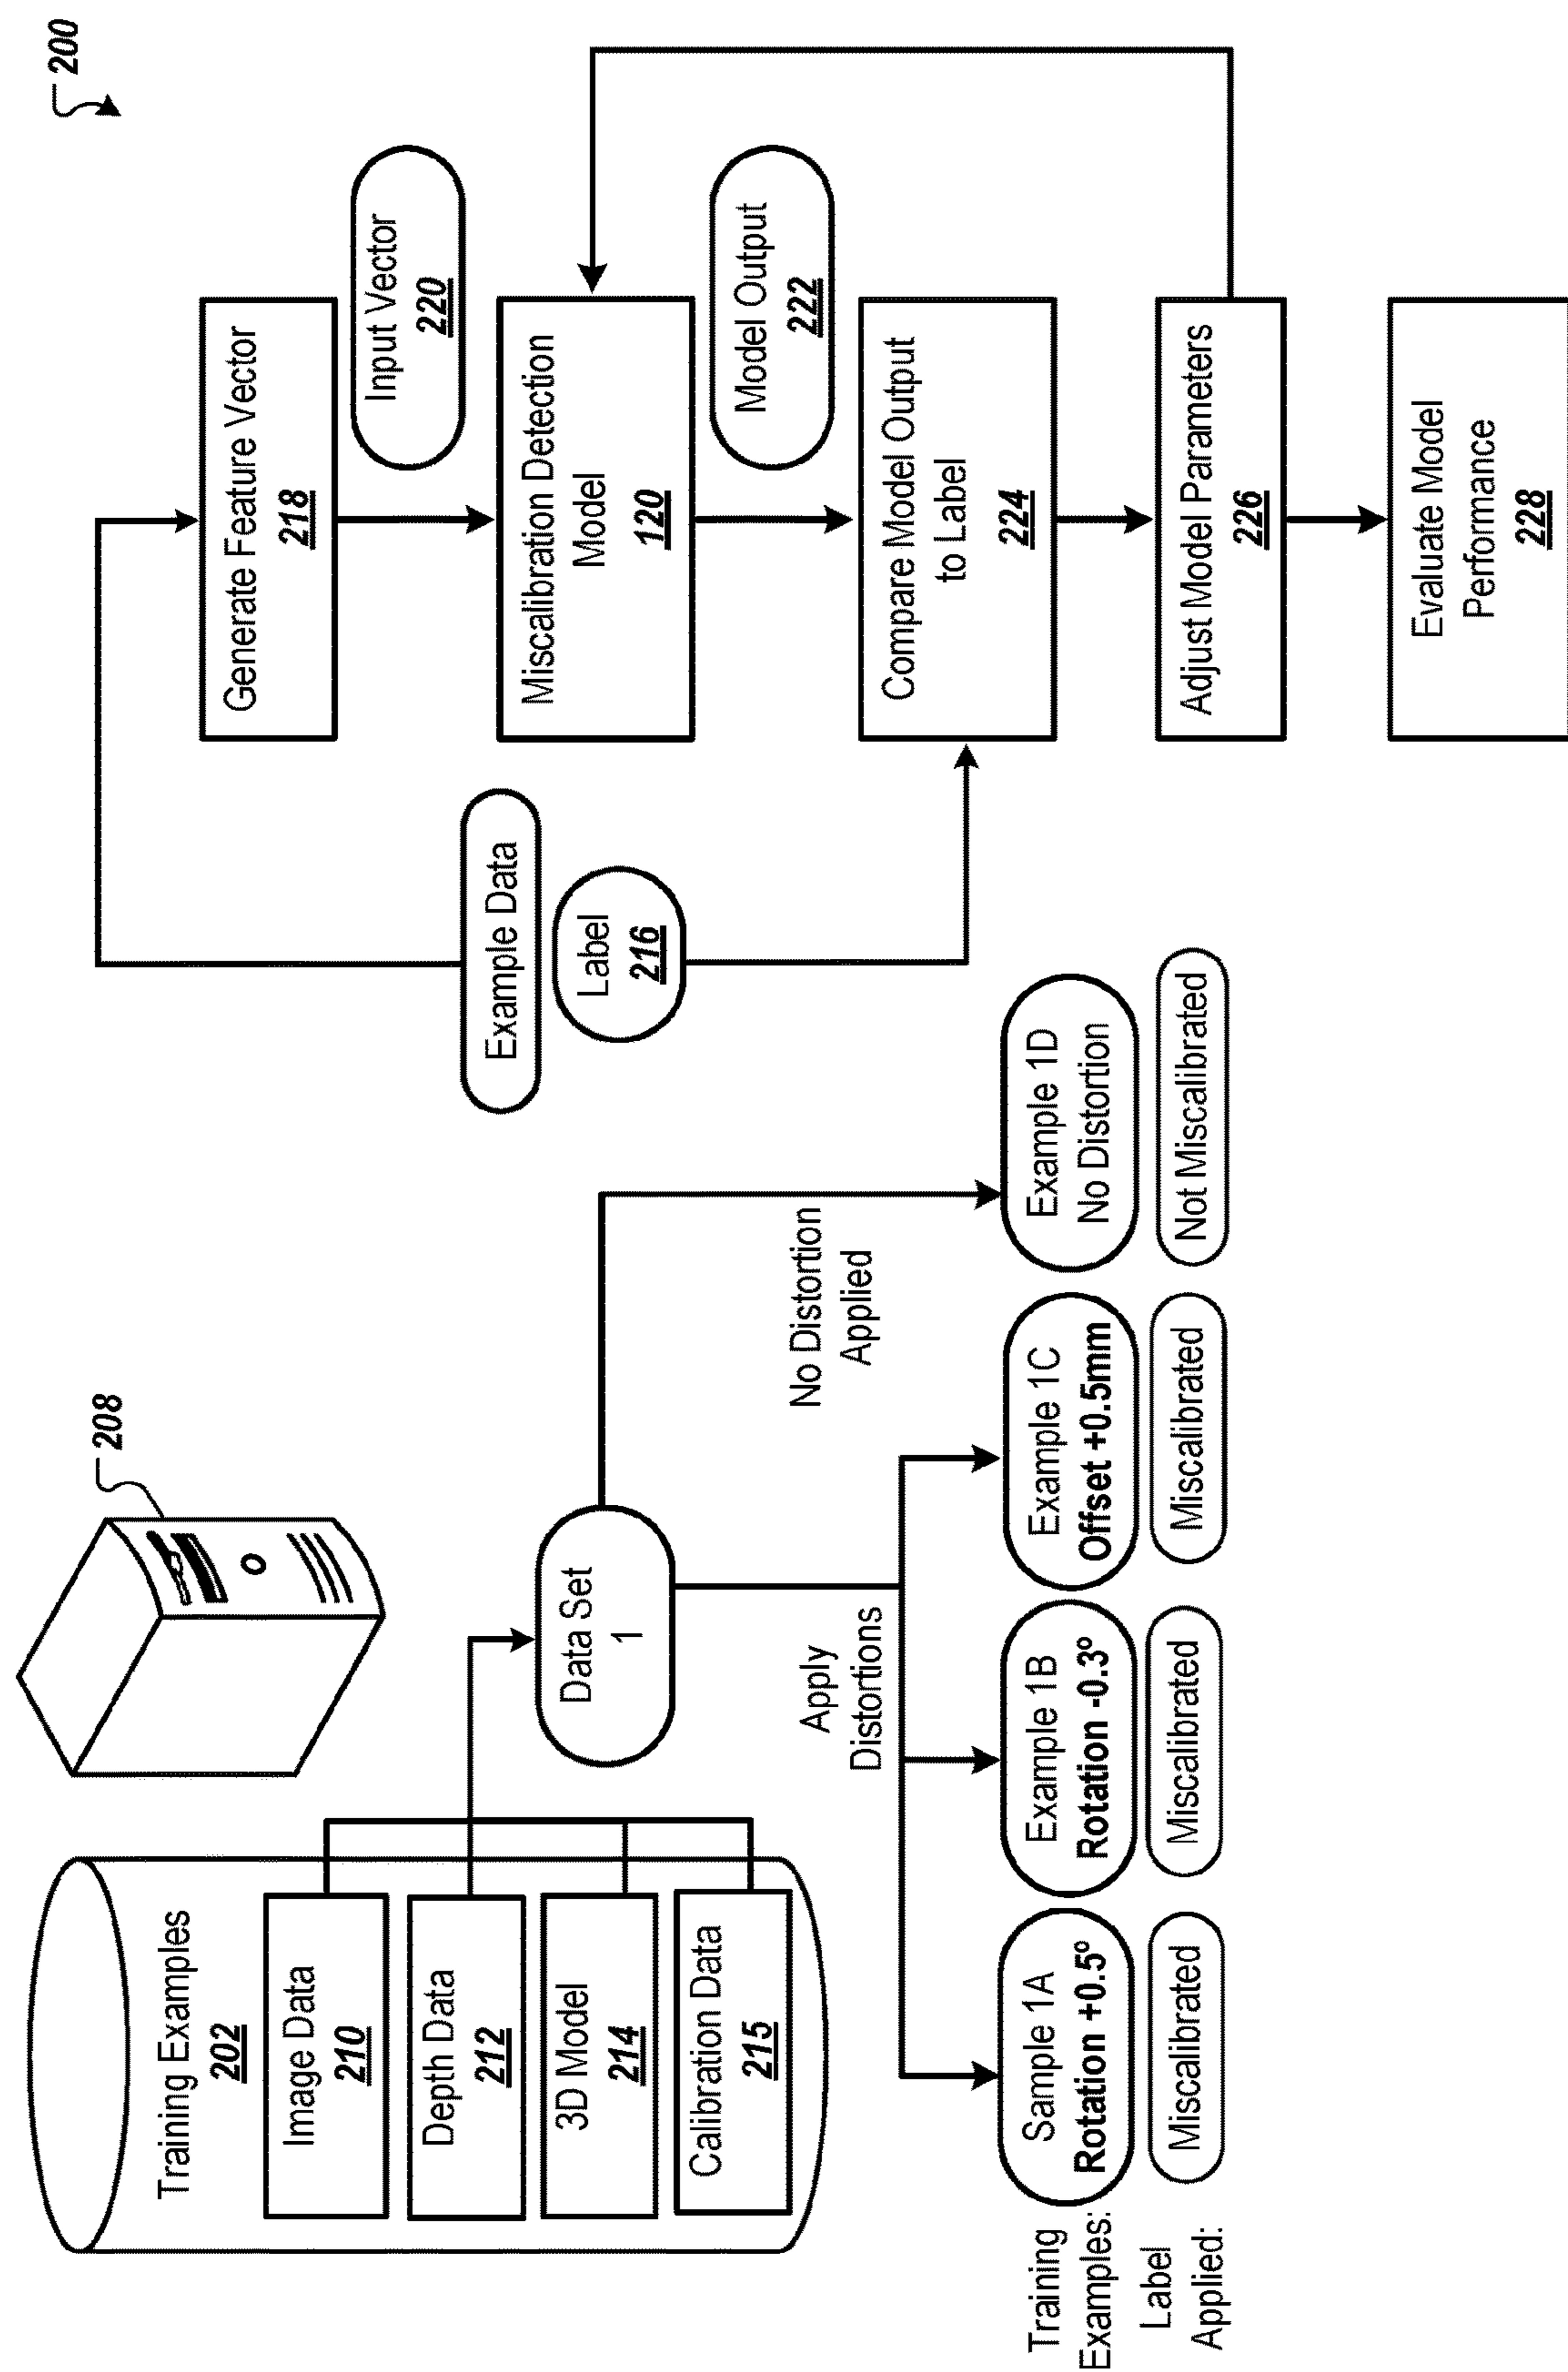 200
208
Training Examples
202
Image Data
210
Depth Data
212
3D Model
214
Calibration Data
215
Data Set
1
Apply
Distortions
No Distortion
Applied
Training
Examples:
Sample 1A
Rotation +0.5º
Example 1B
Rotation -0.3º
Example 1C
Offset +0.5mm
Example 1D
No Distortion
Label
Applied:
Miscalibrated
Miscalibrated
Miscalibrated
Not Miscalibrated
Example Data
Label
216
Generate Feature Vector
218
Input Vector
220
Miscalibration Detection
Model
120
Model Output
222
Compare Model Output
to Label
224
Adjust Model Parameters
226
Evaluate Model
Performance
228